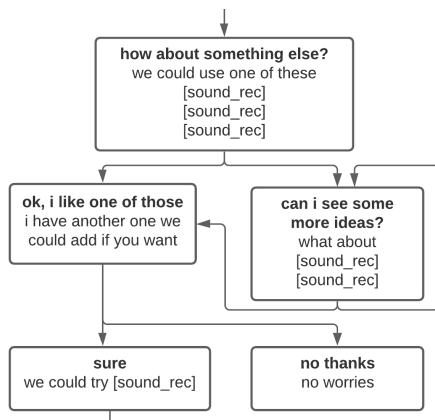 how about something else?
we could use one of these
[sound_rec]
[sound_rec]
[sound_rec]
ok, i like one of those
i have another one we
could add if you want
can i see some
more ideas?
what about
[sound_rec]
[sound_rec]
sure
we could try [sound_rec]
no thanks
no worries